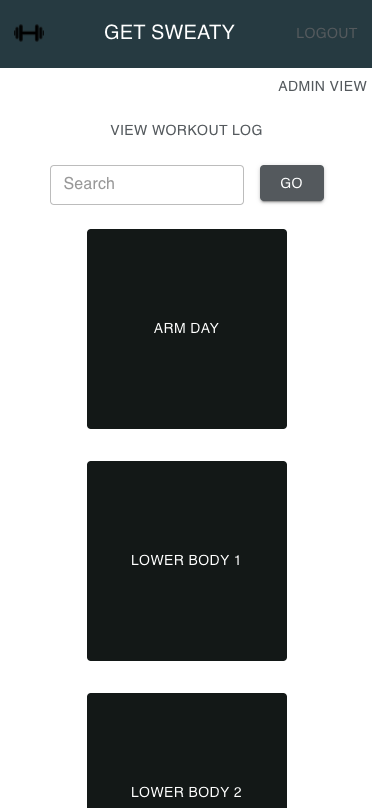 GET SWEATY
LOGOUT
ADMIN VIEW
VIEW WORKOUT LOG
Search
GO
ARM DAY
LOWER BODY 1
LOWER BODY 2